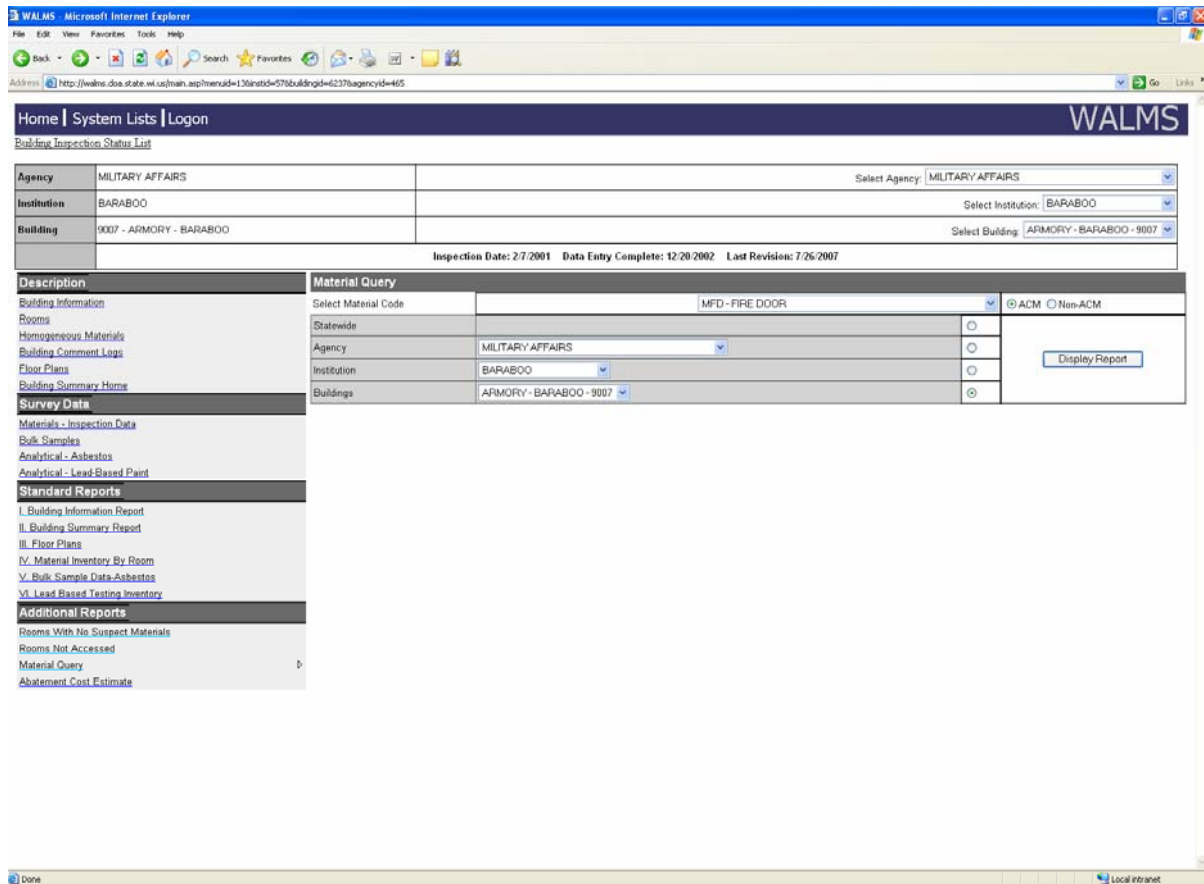 WALMS - Microsoft Internet Explorer
File Edit View Favorites Tools Help
Back Search Favorites
Address http://walms.doa.state.wi.us/main.asp?menuid=13&instid=57&buildingid=6237&agencyid=465 Go Links
Home | System Lists | Logon WALMS
Building Inspection Status List
Agency MILITARY AFFAIRS Select Agency: MILITARY AFFAIRS
Institution BARABOO Select Institution: BARABOO
Building 9007 - ARMORY - BARABOO Select Building: ARMORY - BARABOO - 9007
Inspection Date: 2/7/2001 Data Entry Complete: 12/20/2002 Last Revision: 7/26/2007
Description
Building Information
Rooms
Homogeneous Materials
Building Comment Logs
Floor Plans
Building Summary Home
Survey Data
Materials - Inspection Data
Bulk Samples
Analytical - Asbestos
Analytical - Lead-Based Paint
Standard Reports
I. Building Information Report
II. Building Summary Report
III. Floor Plans
IV. Material Inventory By Room
V. Bulk Sample Data-Asbestos
VI. Lead Based Testing Inventory
Additional Reports
Rooms With No Suspect Materials
Rooms Not Accessed
Material Query
Abatement Cost Estimate
Material Query
Select Material Code MFD - FIRE DOOR ACM Non-ACM
Statewide
Agency MILITARY AFFAIRS
Institution BARABOO
Buildings ARMORY - BARABOO - 9007
Display Report
Done Local intranet